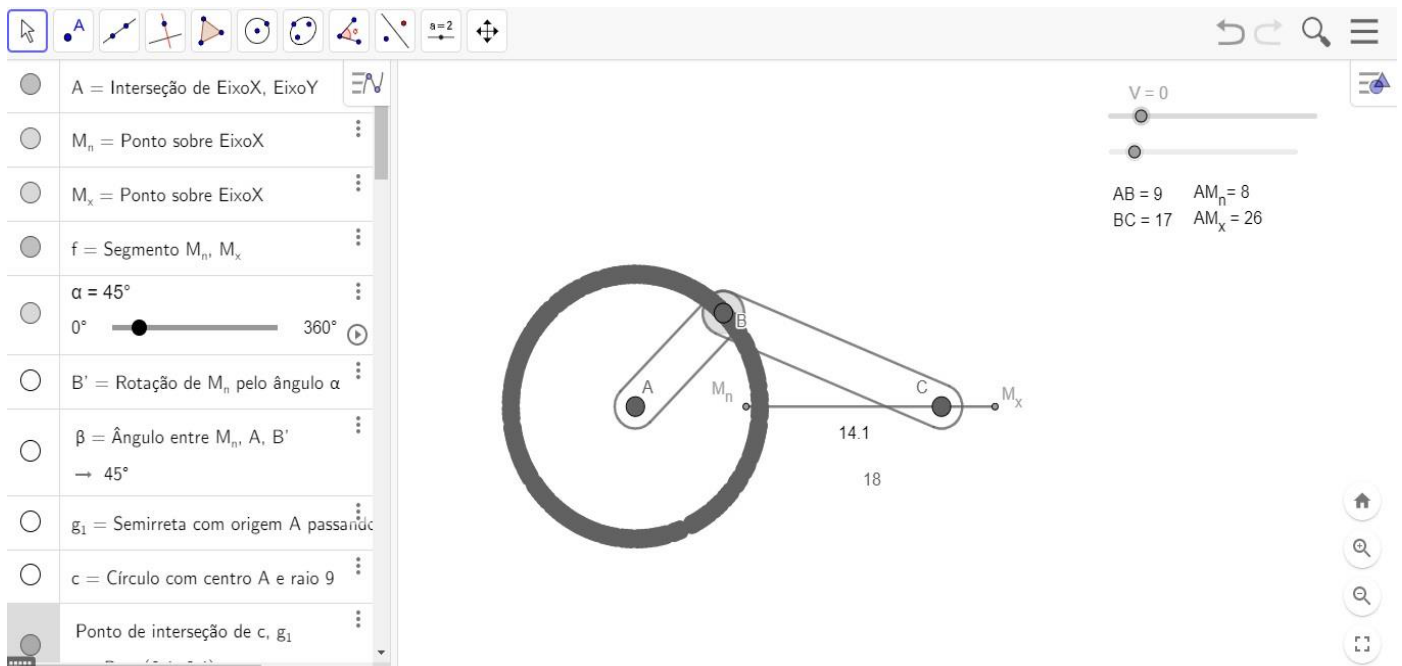 A
a=2
A = Interseção de EixoX, EixoY
Mₙ = Ponto sobre EixoX
Mₓ = Ponto sobre EixoX
f = Segmento Mₙ, Mₓ
α = 45°
0° 360°
B' = Rotação de Mₙ pelo ângulo α
β = Ângulo entre Mₙ, A, B'
→ 45°
g₁ = Semirreta com origem A passando
c = Círculo com centro A e raio 9
Ponto de interseção de c, g₁
V = 0
AB = 9 AMₙ= 8
BC = 17 AMₓ = 26
B
A
Mₙ
C
Mₓ
14.1
18